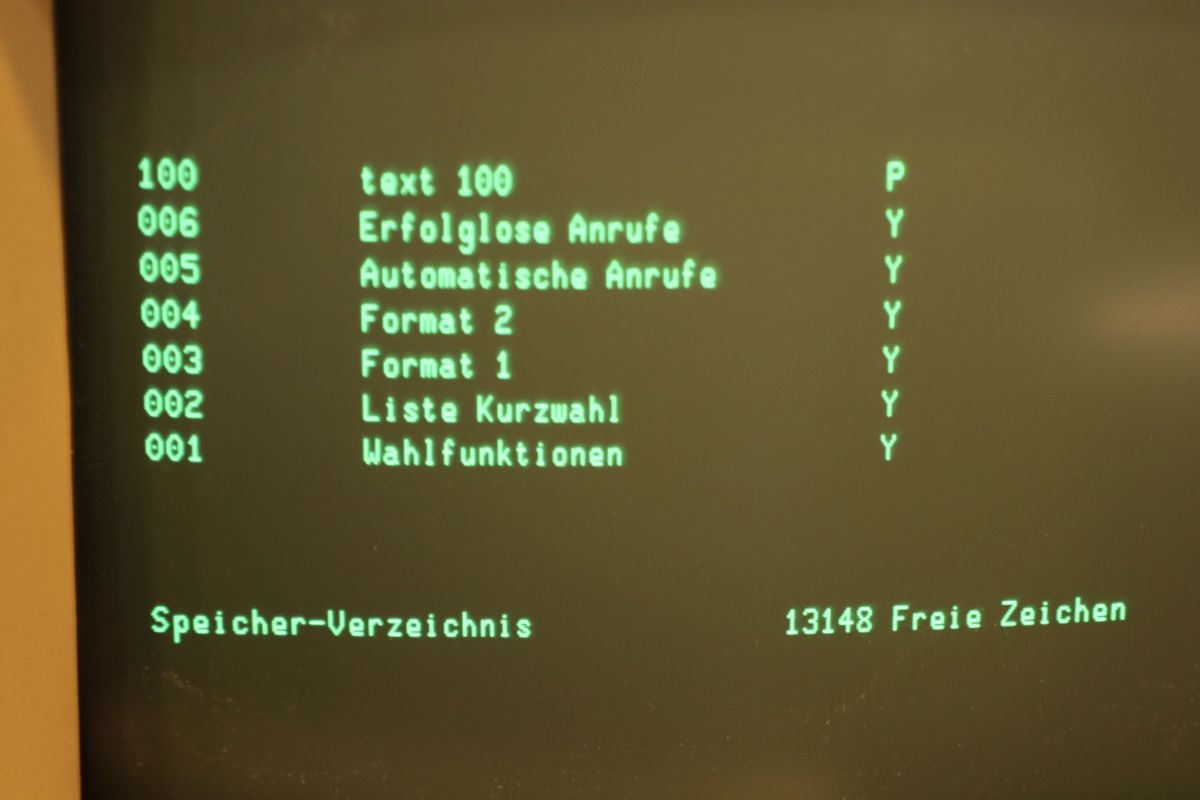 100 text 100 P
006 Erfolglose Anrufe Y
005 Automatische Anrufe Y
004 Format 2 Y
003 Format 1 Y
002 Liste Kurzwahl Y
001 Wahlfunktionen Y
Speicher-Verzeichnis 13148 Freie Zeichen